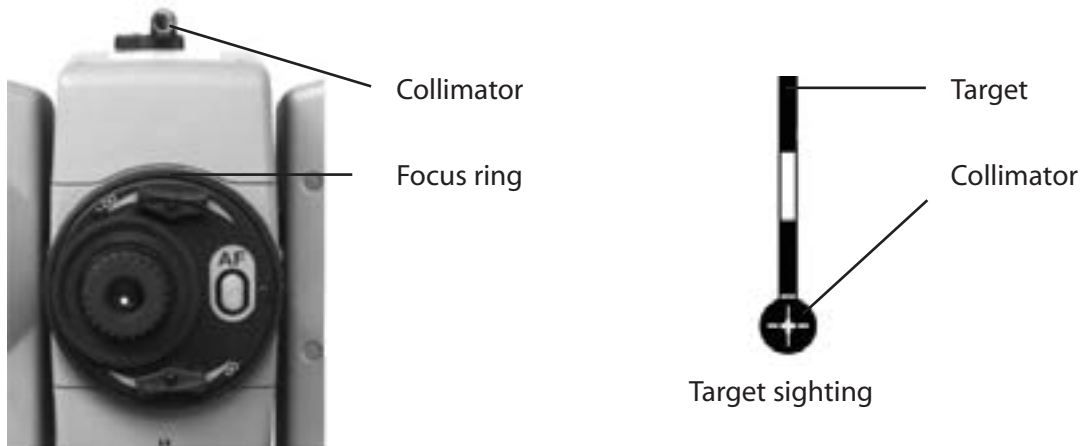 Collimator
Focus ring
AF
Target
Collimator
Target sighting